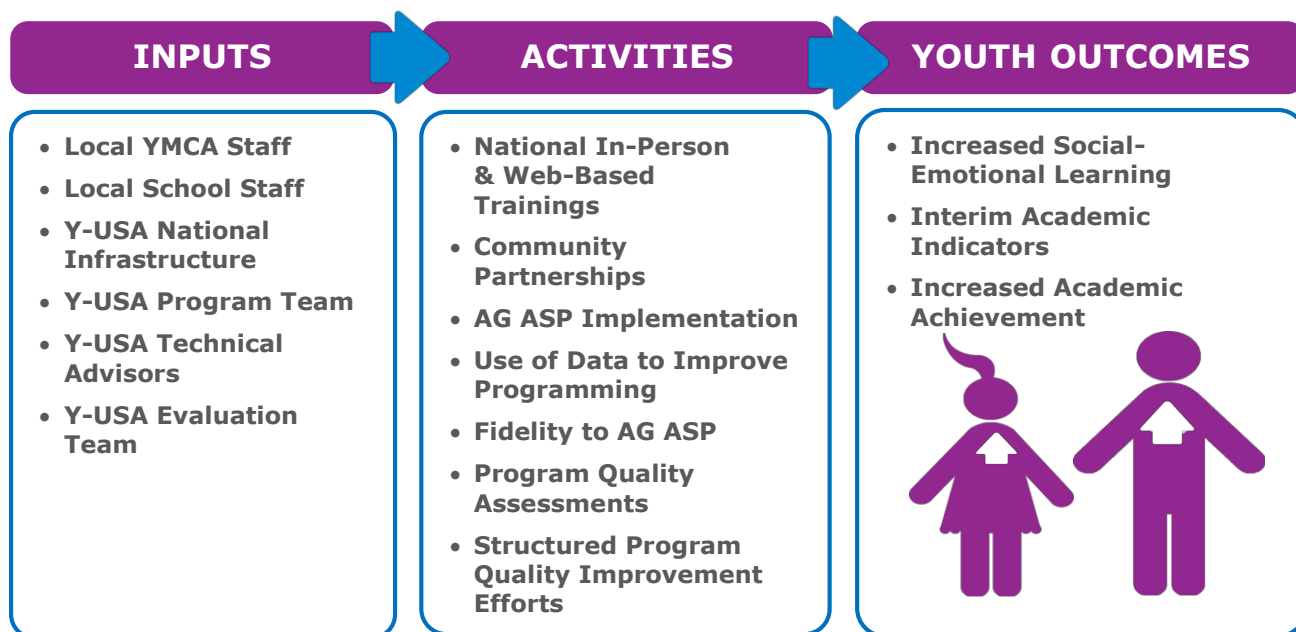 INPUTS
• Local YMCA Staff
• Local School Staff
• Y-USA National
Infrastructure
• Y-USA Program Team
• Y-USA Technical
Advisors
• Y-USA Evaluation
Team
ACTIVITIES
• National In-Person
& Web-Based
Trainings
• Community
Partnerships
• AG ASP Implementation
• Use of Data to Improve
Programming
• Fidelity to AG ASP
• Program Quality
Assessments
• Structured Program
Quality Improvement
Efforts
YOUTH OUTCOMES
• Increased Social-
Emotional Learning
• Interim Academic
Indicators
• Increased Academic
Achievement